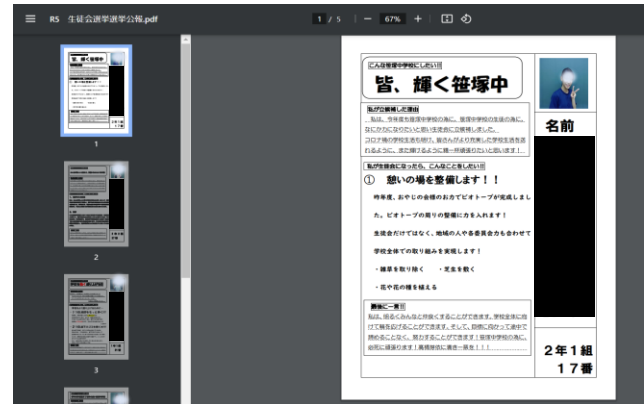 R5 生徒会選挙選挙公報.pdf
1 / 5
67%
1
2
3
こんな笹塚中学校にしたい!!
皆、輝く笹塚中
私が立候補した理由
私は、今年度も笹塚中学校の為に、笹塚中学校の生徒の為に、
なにか力になりたいと思い生徒会に立候補しました。
コロナ禍の学校生活も明け、皆さんがより充実した学校生活を送
れるように、また輝けるように精一杯頑張りたいと思います!
私が生徒会になったら、こんなことをしたい!!
① 憩いの場を整備します!!
昨年度、おやじの会様のお力でビオトープが完成しまし
た。ビオトープの周りの整備に力を入れます!
生徒会だけではなく、地域の人や各委員会力も合わせて
学校全体での取り組みを実現します!
・雑草を取り除く ・芝生を敷く
・花や花の種を植える
最後に一言!!
私は、明るくみんなと仲良くすることができます。学校全体に向
けて輪を広げることができます。そして、目標に向かって途中で
諦めることなく、努力することができます!笹塚中学校の為に、
必死に頑張ります!
名前
2年1組
17番